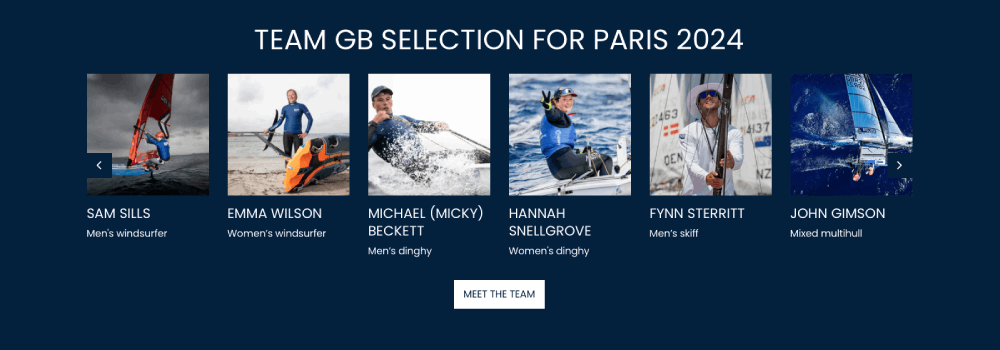 TEAM GB SELECTION FOR PARIS 2024
SAM SILLS
Men's windsurfer
EMMA WILSON
Women's windsurfer
MICHAEL (MICKY)
BECKETT
Men's dinghy
HANNAH
SNELLGROVE
Women's dinghy
FYNN STERRITT
Men's skiff
JOHN GIMSON
Mixed multihull
MEET THE TEAM